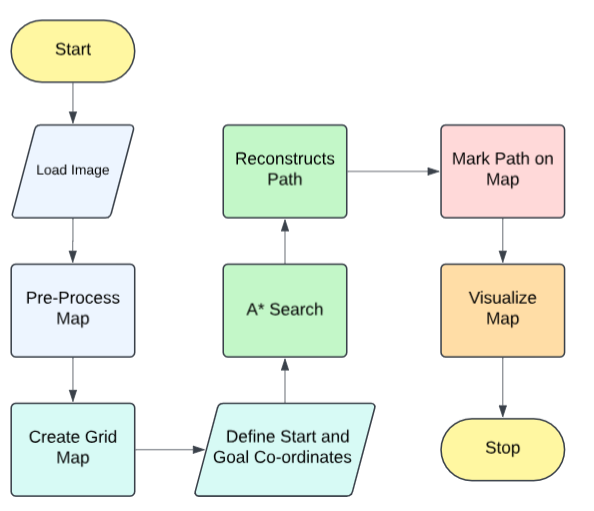 Start
Load Image
Pre-Process
Map
Create Grid
Map
Define Start and
Goal Co-ordinates
A* Search
Reconstructs
Path
Mark Path on
Map
Visualize
Map
Stop